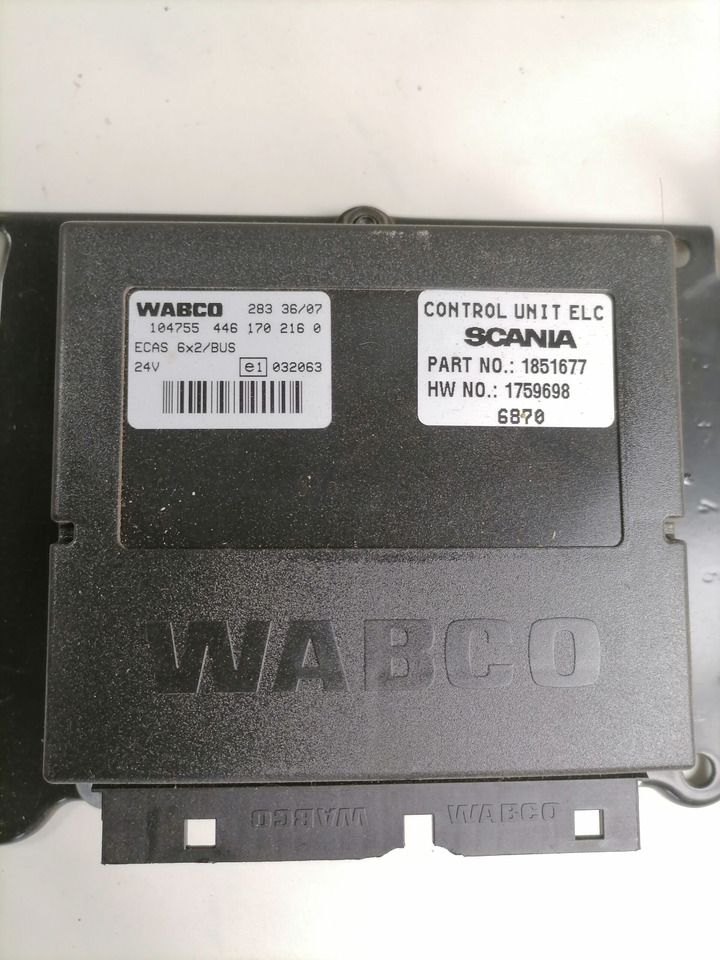 WABCO 283 36/07
104755 446 170 216 0
ECAS 6x2/BUS
24V e1 032063
CONTROL UNIT ELC
SCANIA
PART NO.: 1851677
HW NO.: 1759698
6870
WABCO
WABCO WABCO